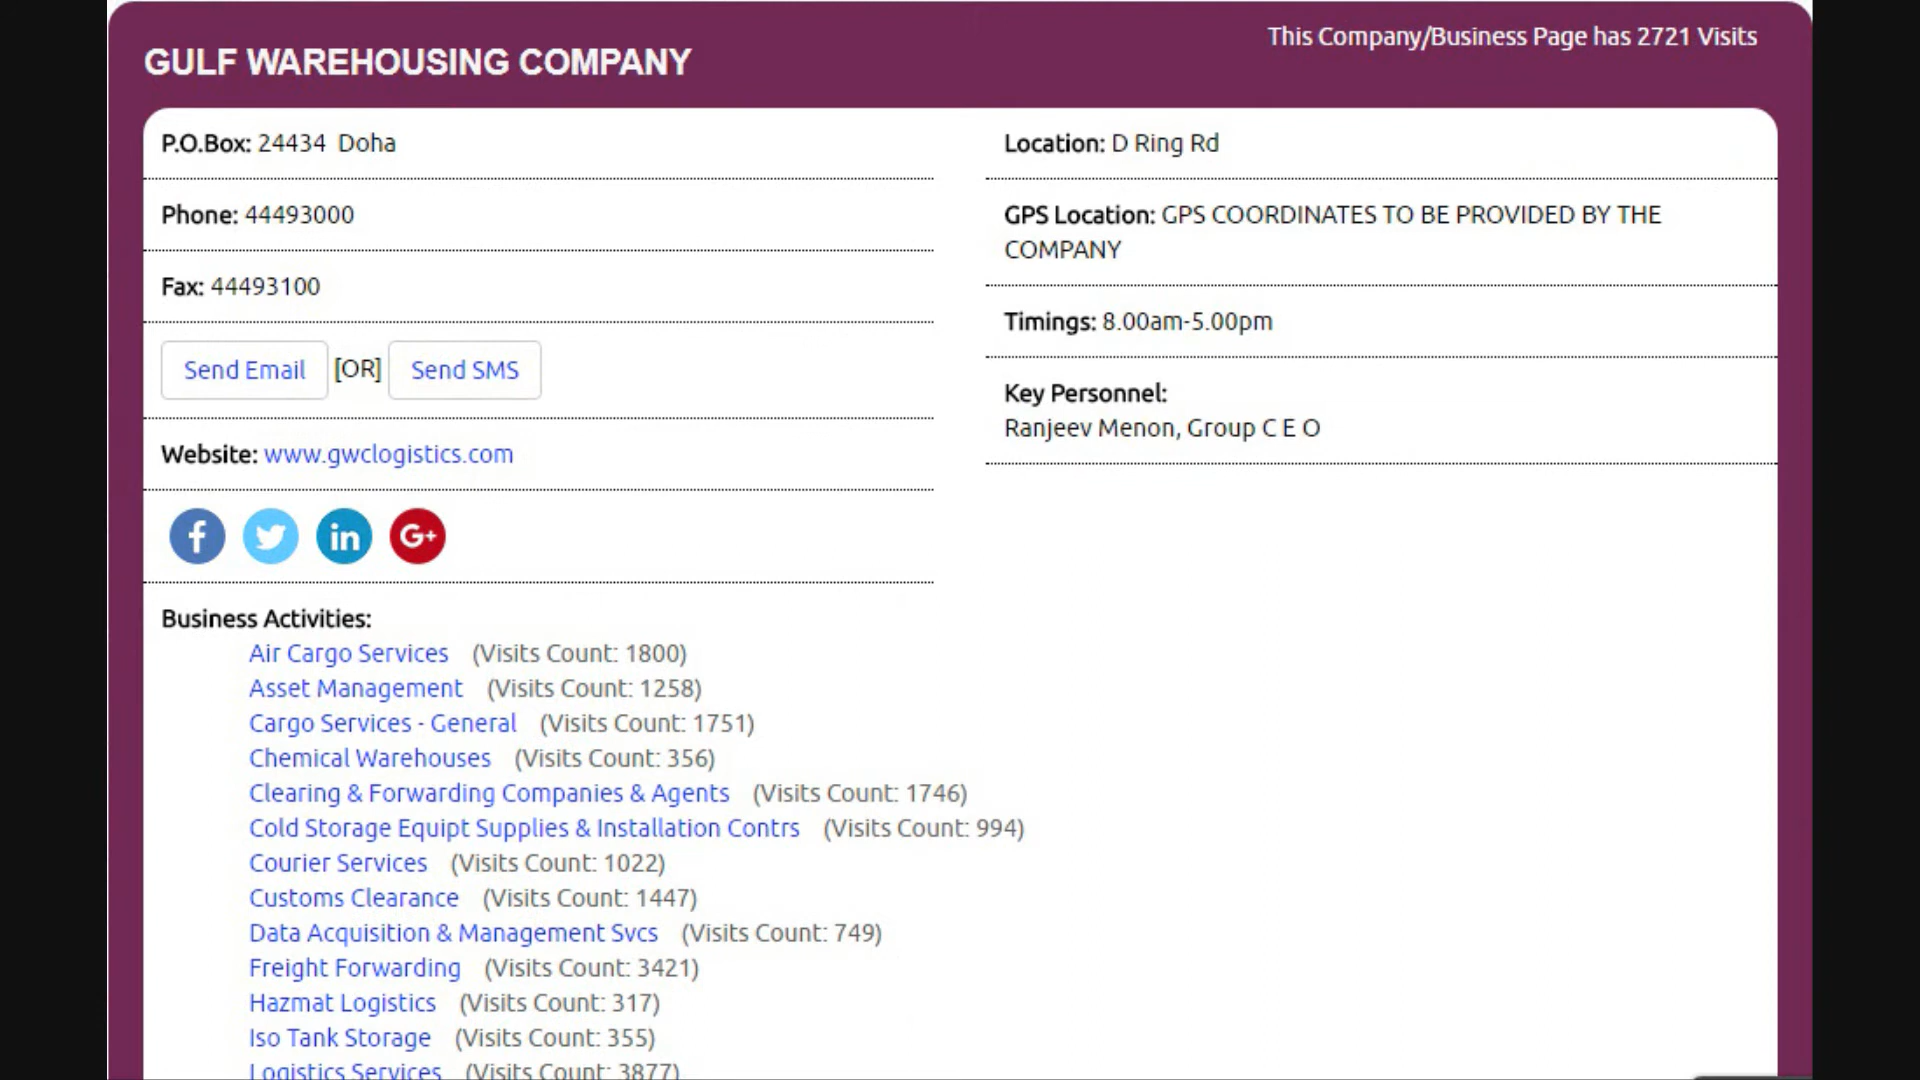 This Company/Business Page has 2721 Visits
GULF WAREHOUSING COMPANY
P.O.Box: 24434 Doha
Phone: 44493000
Fax: 44493100
Send Email [OR] Send SMS
Website: www.gwclogistics.com
f in G+
Location: D Ring Rd
GPS Location: GPS COORDINATES TO BE PROVIDED BY THE
COMPANY
Timings: 8.00am-5.00pm
Key Personnel:
Ranjeev Menon, Group C E O
Business Activities:
Air Cargo Services (Visits Count: 1800)
Asset Management (Visits Count: 1258)
Cargo Services - General (Visits Count: 1751)
Chemical Warehouses (Visits Count: 356)
Clearing & Forwarding Companies & Agents (Visits Count: 1746)
Cold Storage Equipt Supplies & Installation Contrs (Visits Count: 994)
Courier Services (Visits Count: 1022)
Customs Clearance (Visits Count: 1447)
Data Acquisition & Management Svcs (Visits Count: 749)
Freight Forwarding (Visits Count: 3421)
Hazmat Logistics (Visits Count: 317)
Iso Tank Storage (Visits Count: 355)
Logistics Services (Visits Count: 3877)